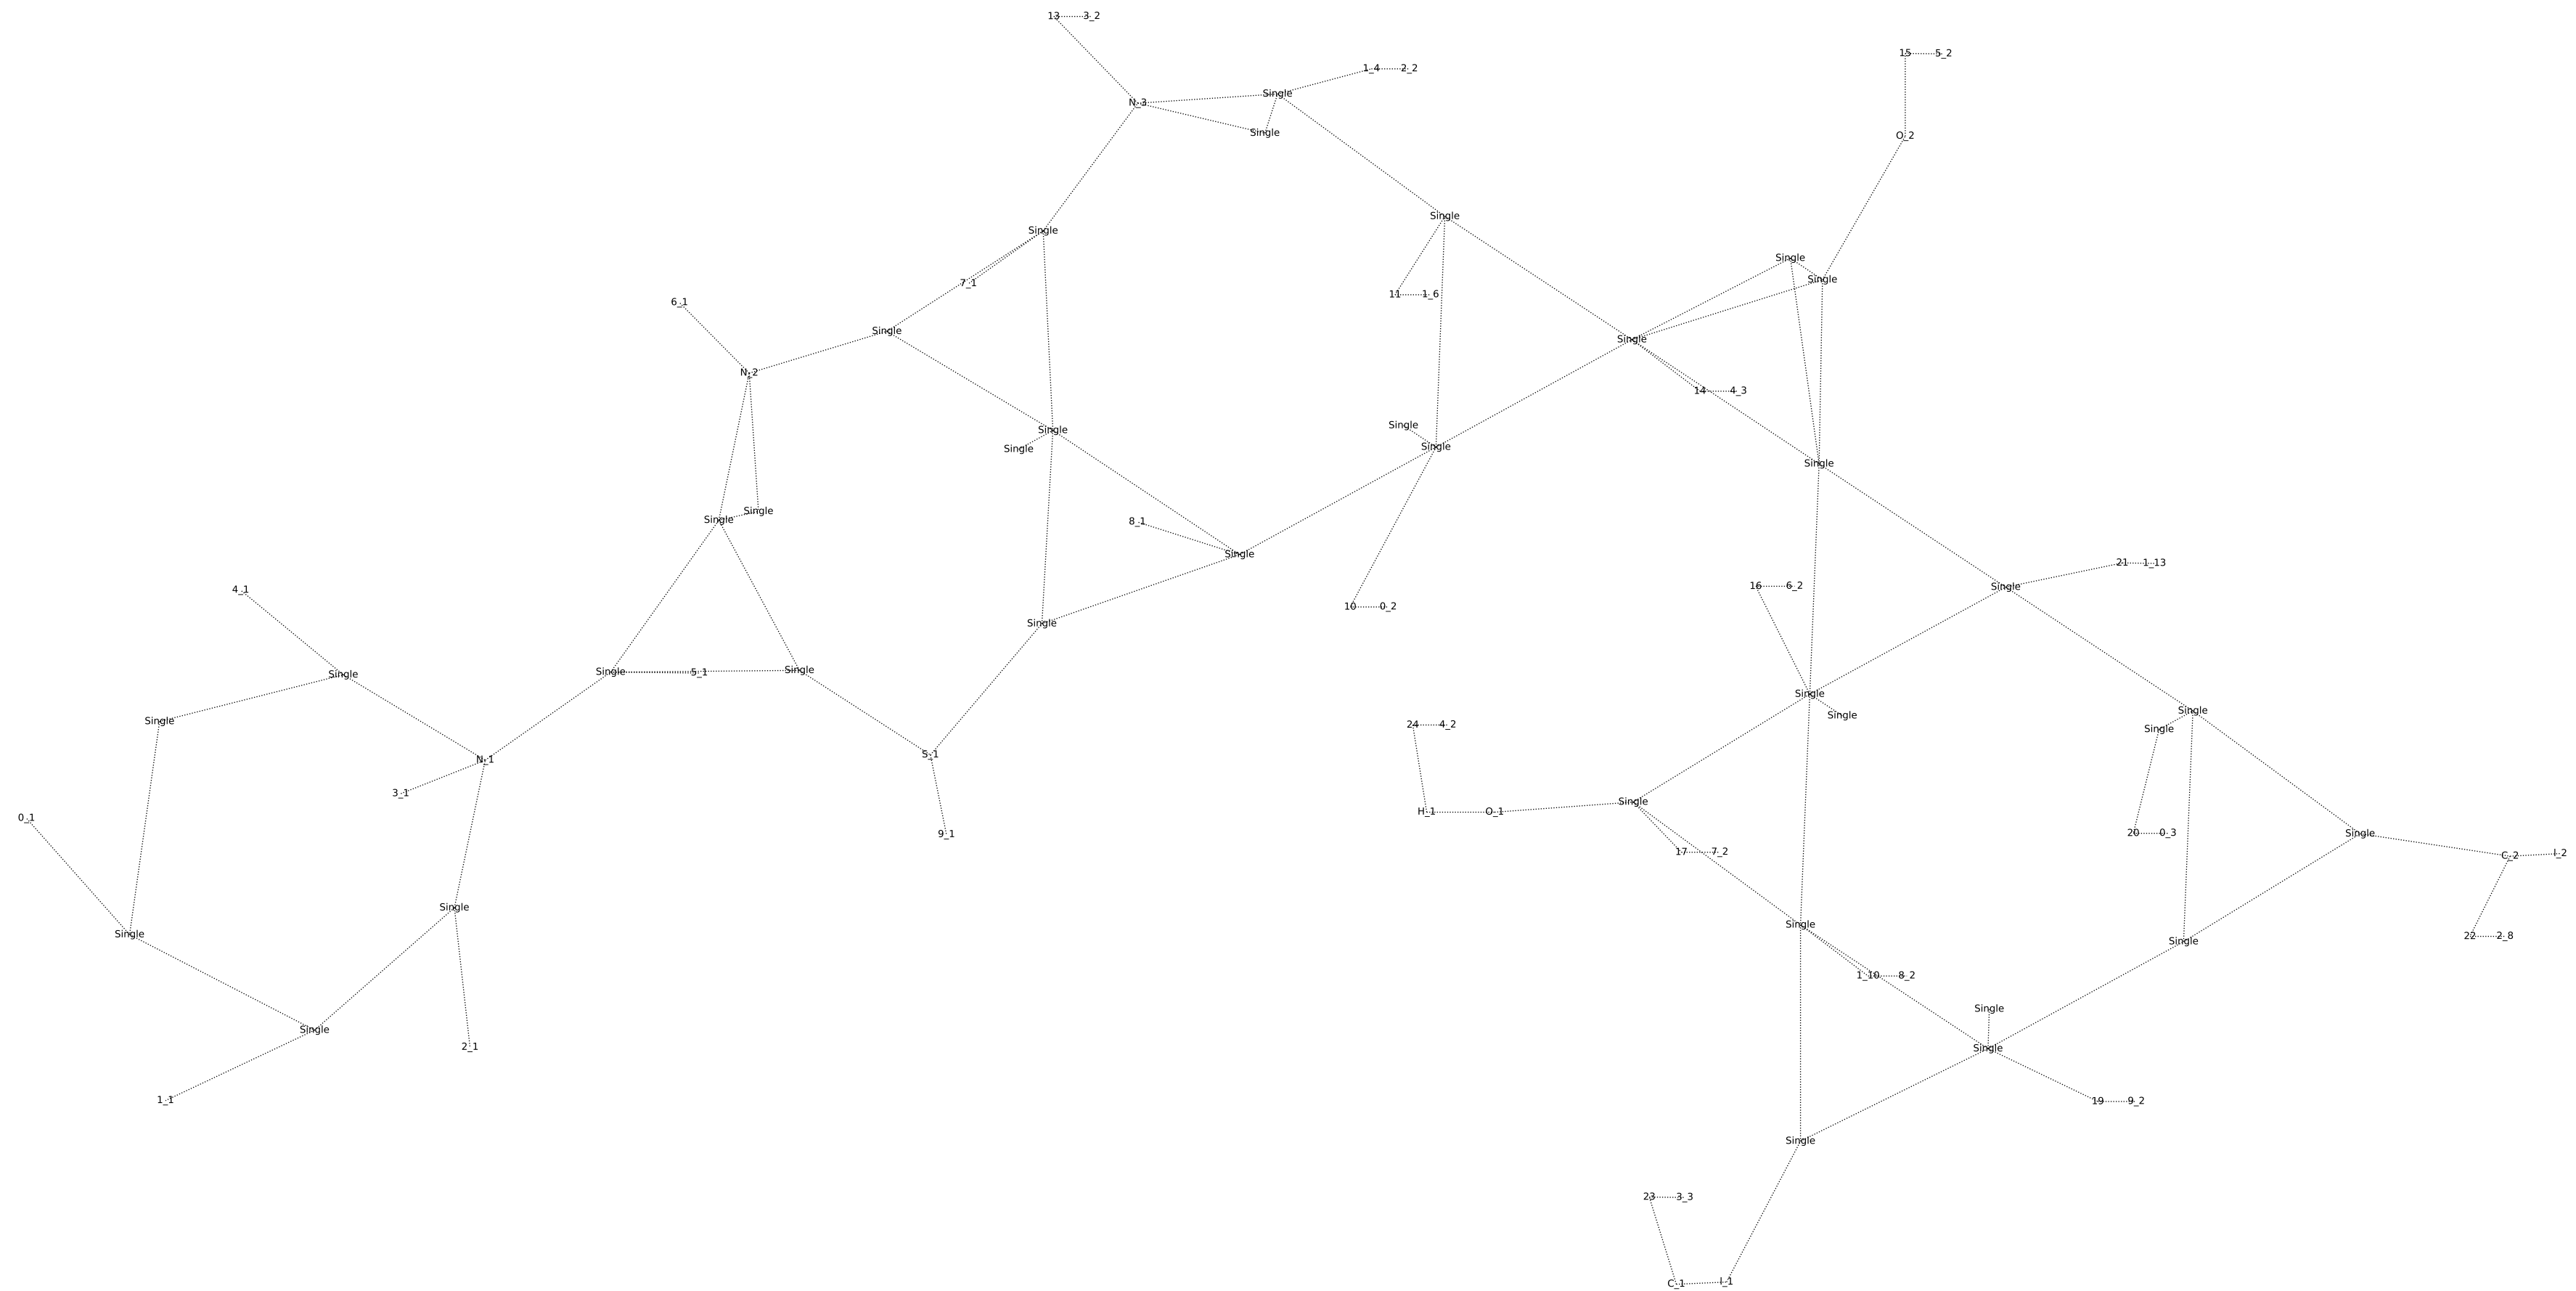 13 3_2
15 5_2
1_4 2_2
Single
N_3
Single
O_2
Single
Single
Single
Single
7_1
11 1_6
6_1
Single
Single
N_2
14 4_3
Single
Single
Single
Single
Single
Single
Single
8_1
Single
Single
21 1_13
16 6_2
Single
4_1
10 0_2
Single
Single
5_1
Single
Single
Single
Single
Single
Single
24 4_2
Single
S_1
N_1
3_1
Single
H_1 O_1
0_1
9_1
20 0_3
Single
17 7_2
I_2
C_2
Single
Single
Single
22 2_8
Single
1_10 8_2
Single
Single
2_1
Single
1_1
19 9_2
Single
23 3_3
I_1
C_1